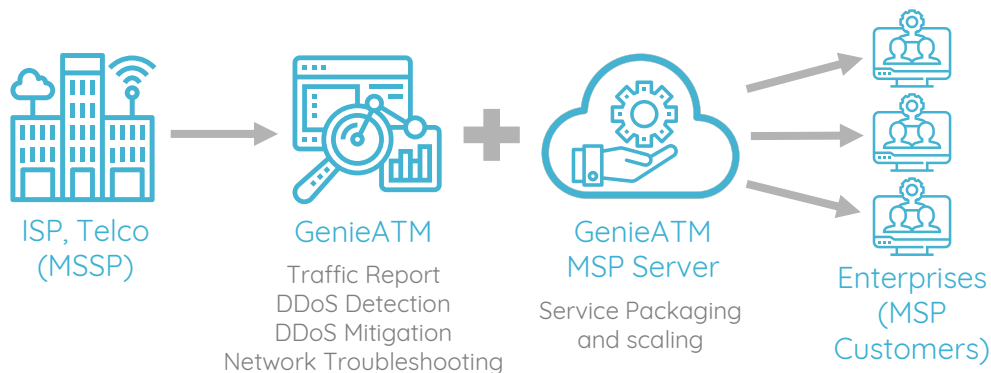 ISP, Telco
(MSSP)
GenieATM
Traffic Report
DDoS Detection
DDoS Mitigation
Network Troubleshooting
GenieATM
MSP Server
Service Packaging
and scaling
Enterprises
(MSP
Customers)